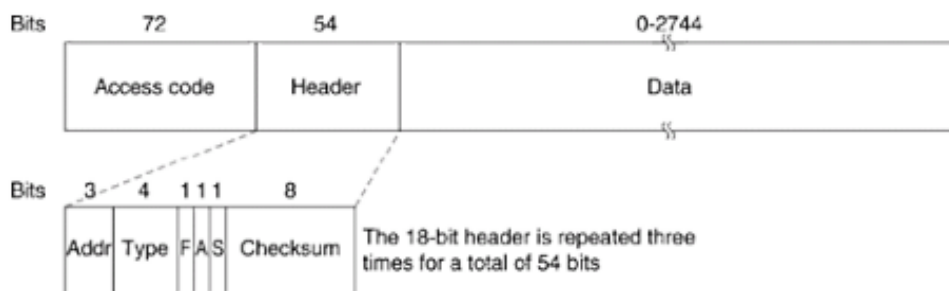 Bits 72 54 0-2744
Access code Header Data
Bits 3 4 1 1 1 8
Addr Type F A S Checksum
The 18-bit header is repeated three
times for a total of 54 bits